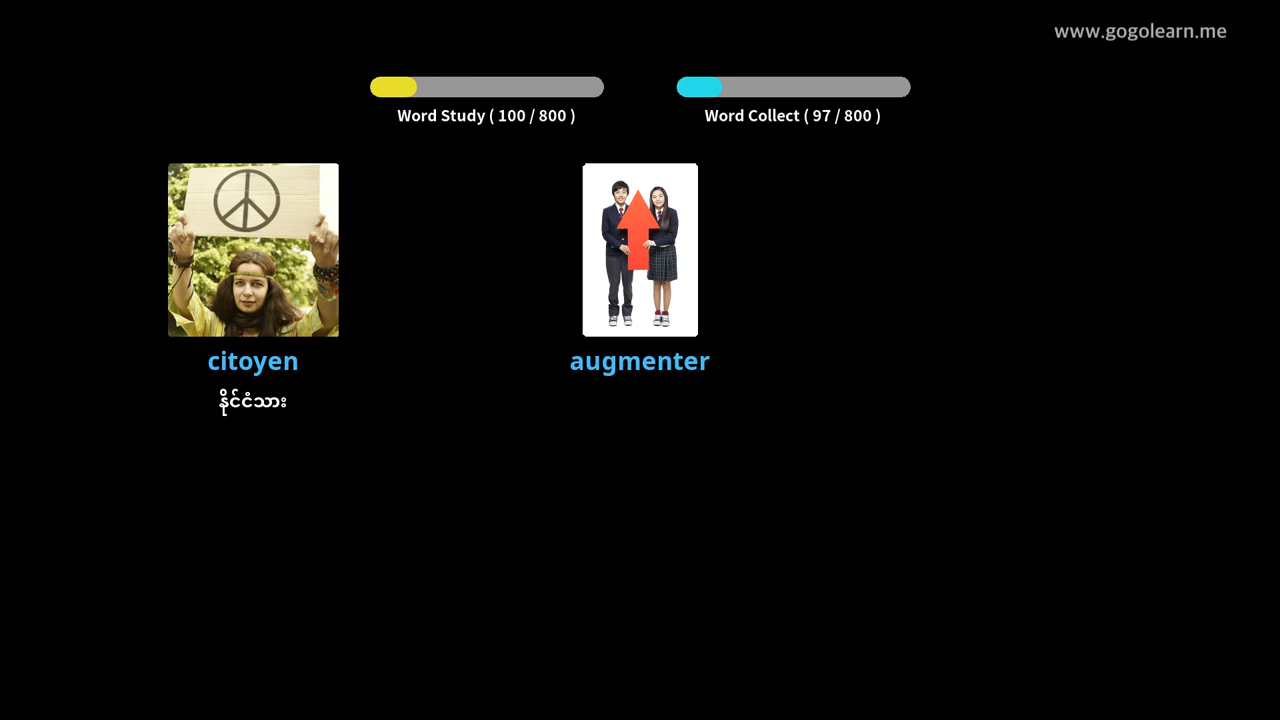 www.gogolearn.me
Word Study ( 100 / 800 )
Word Collect ( 97 / 800 )
citoyen
augmenter
နိုင်ငံသား